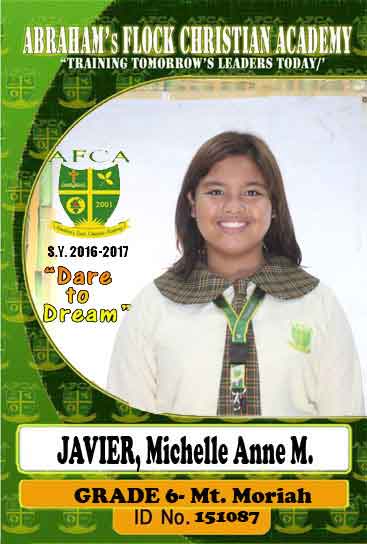 ABRAHAM's FLOCK CHRISTIAN ACADEMY
“TRAINING TOMORROW'S LEADERS TODAY!'
AFCA
2001
S.Y. 2016-2017
“Dare
to
Dream”
JAVIER, Michelle Anne M.
GRADE 6- Mt. Moriah
ID No. 151087